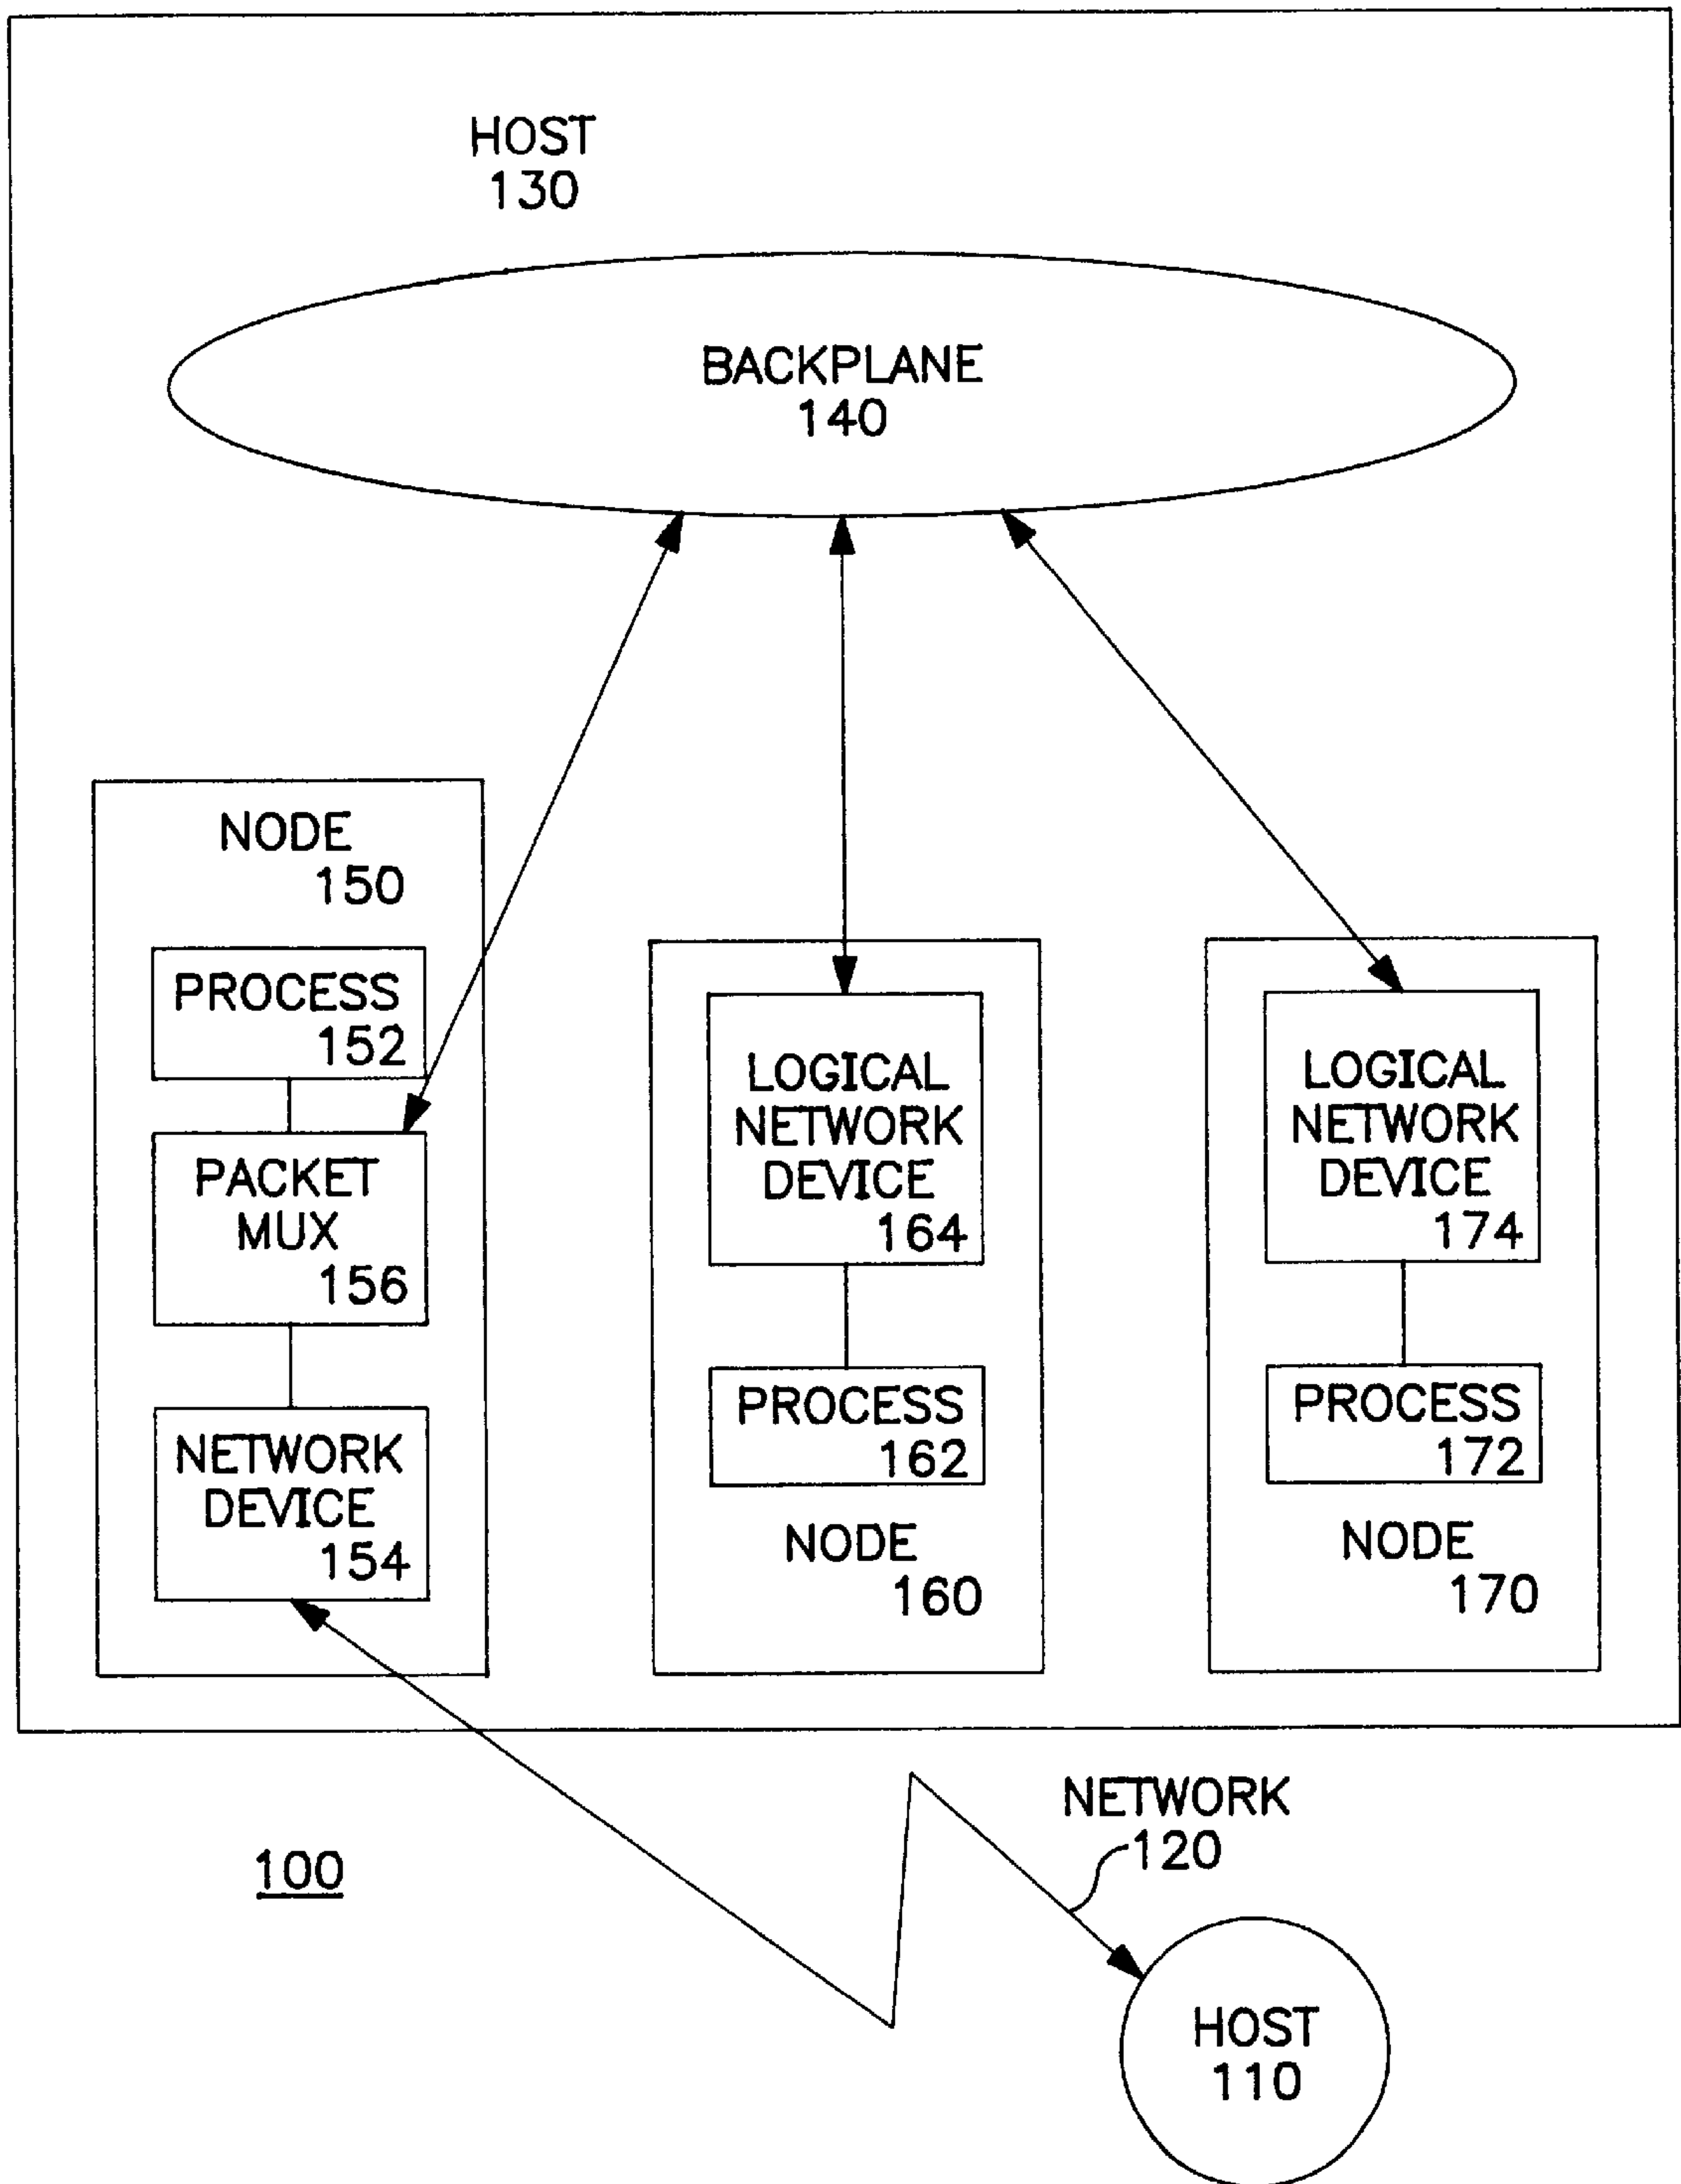 HOST
130
BACKPLANE
140
NODE
150
PROCESS
152
PACKET
MUX
156
NETWORK
DEVICE
154
LOGICAL
NETWORK
DEVICE
164
PROCESS
162
NODE
160
LOGICAL
NETWORK
DEVICE
174
PROCESS
172
NODE
170
NETWORK
120
100
HOST
110